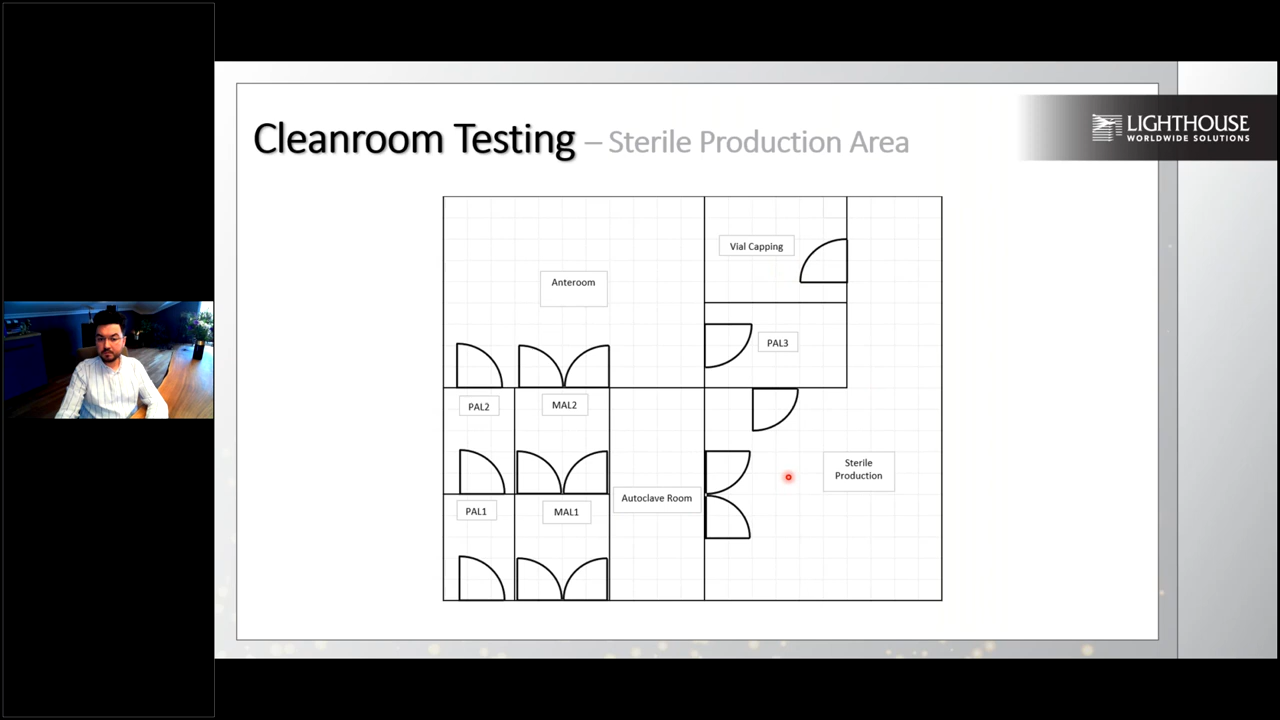 Cleanroom Testing – Sterile Production Area
LIGHTHOUSE
WORLDWIDE SOLUTIONS
Vial Capping
Anteroom
PAL3
PAL2
MAL2
Sterile
Production
Autoclave Room
PAL1
MAL1